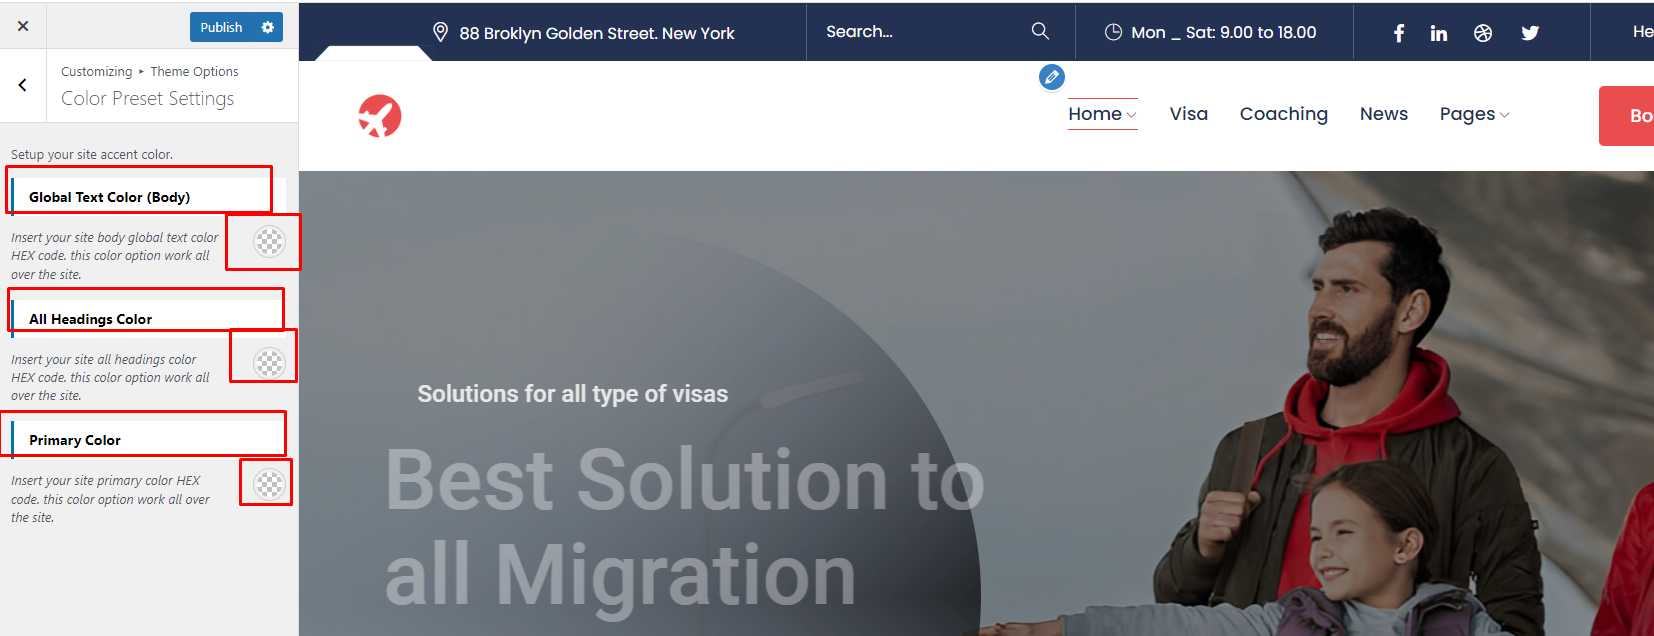 Publish
Customizing ▸ Theme Options
Color Preset Settings
Setup your site accent color.
Global Text Color (Body)
Insert your site body global text color
HEX code. this color option work all
over the site.
All Headings Color
Insert your site all headings color
HEX code. this color option work all
over the site.
Primary Color
Insert your site primary color HEX
code. this color option work all over
the site.
88 Broklyn Golden Street. New York
Search...
Mon _ Sat: 9.00 to 18.00
He
Home
Visa
Coaching
News
Pages
Bo
Solutions for all type of visas
Best Solution to
all Migration